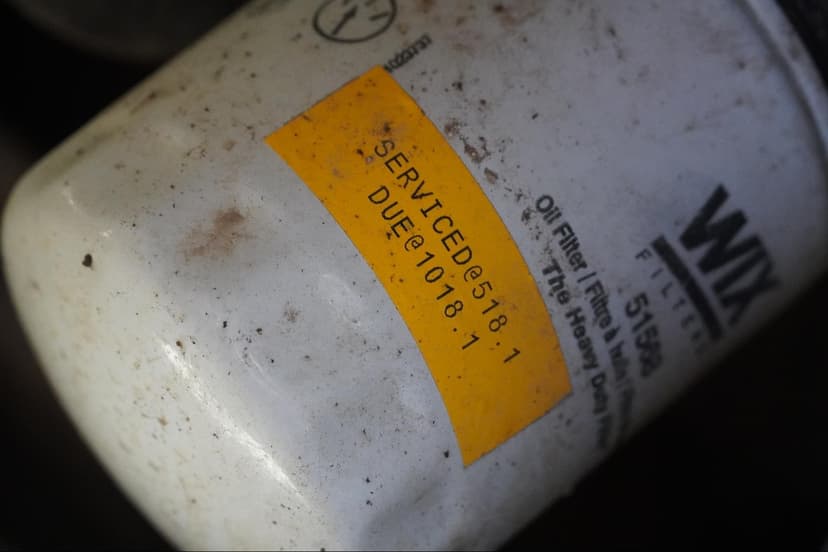 SERVICED@518.1
DUE@1018.1
WIX
FILTERS
Oil Filter | Filtre à huile |
The Heavy Duty